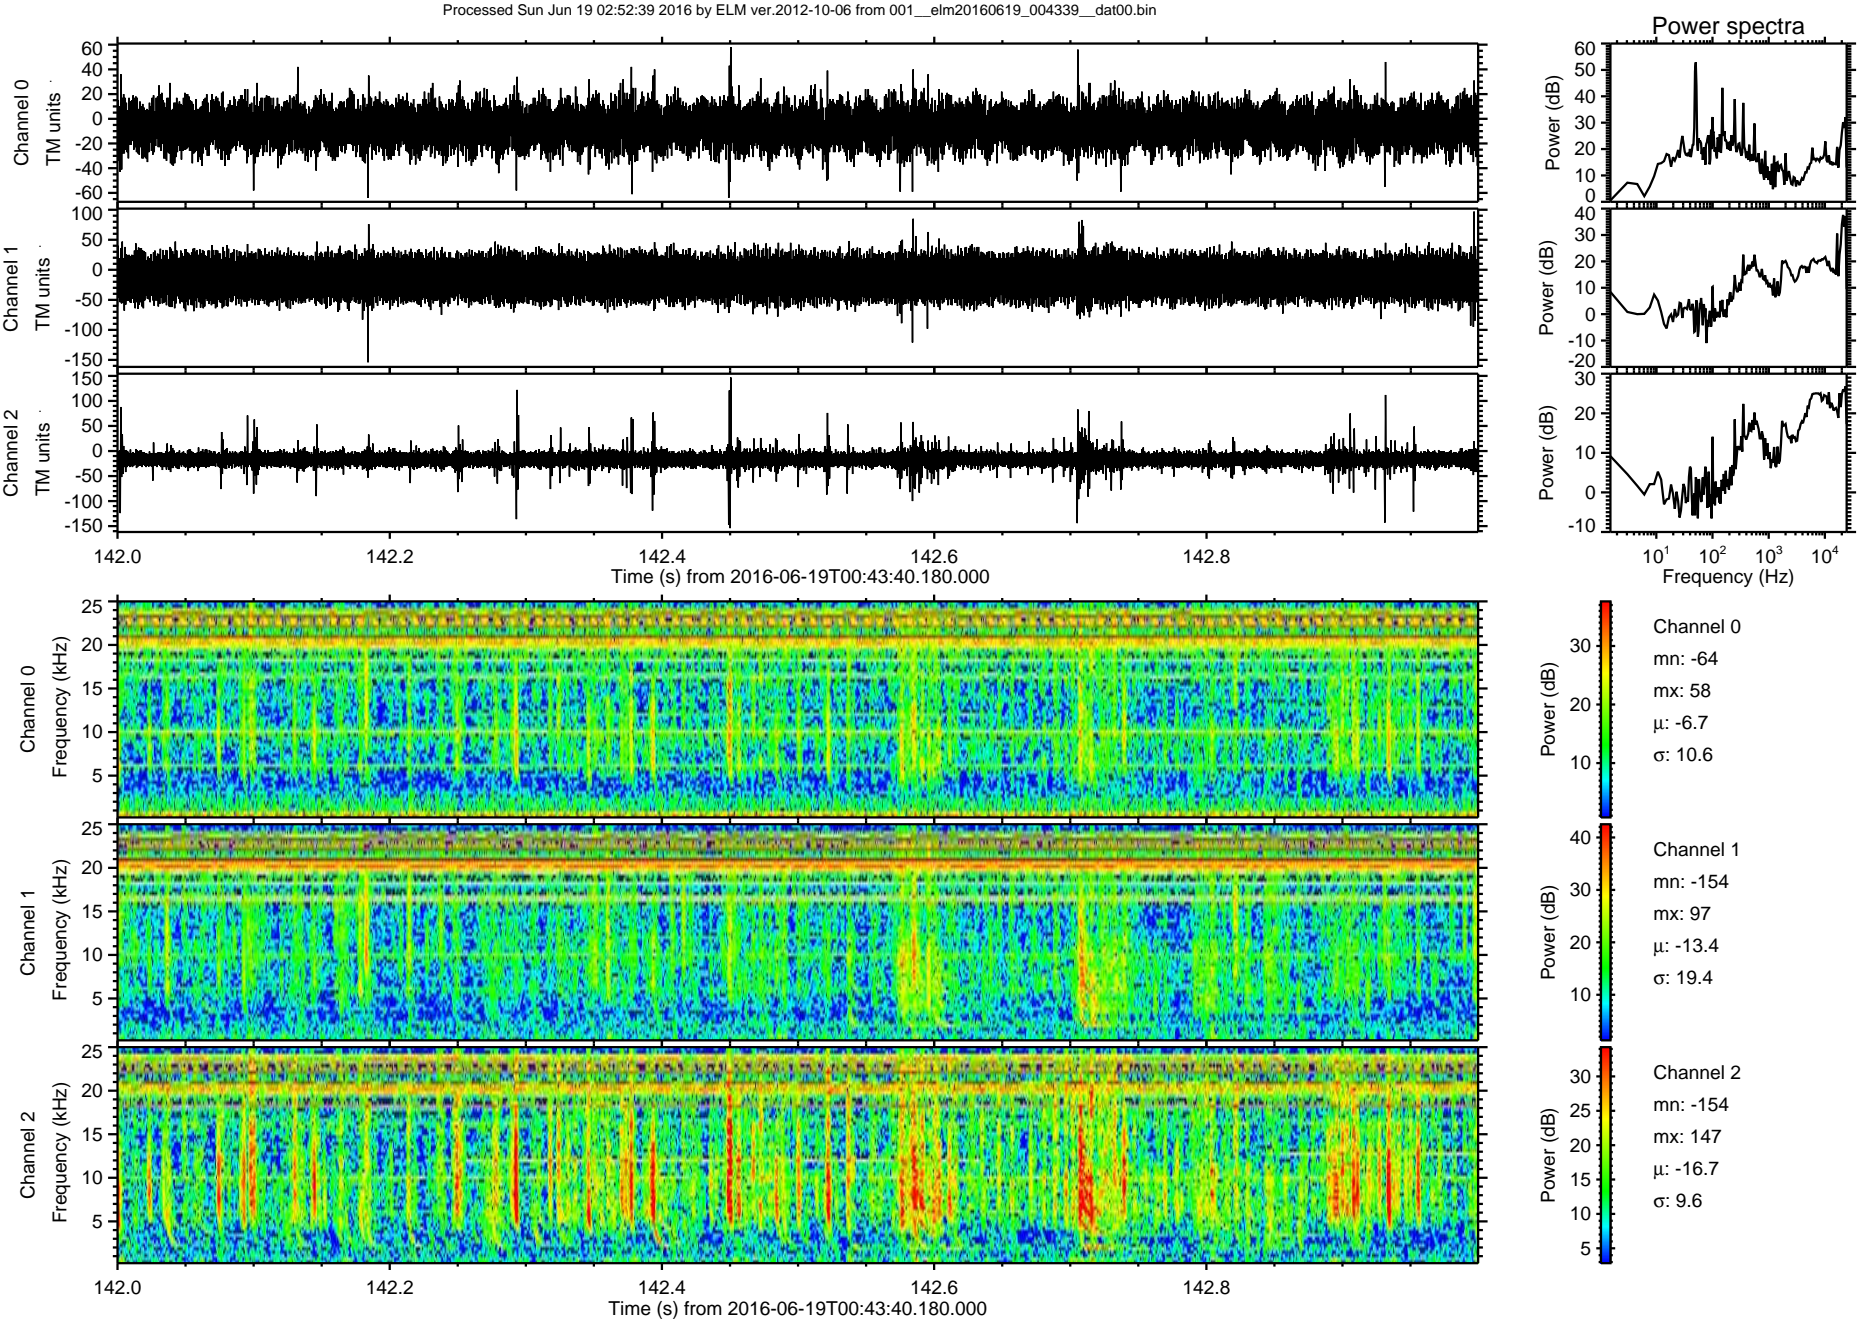 Processed Sun Jun 19 02:52:39 2016 by ELM ver.2012-10-06 from 001__elm20160619_004339__dat00.bin
Power spectra
Channel 0
TM units
60
40
20
0
-20
-40
-60
Power (dB)
60
50
40
30
20
10
0
Channel 1
TM units
100
50
0
-50
-100
-150
Power (dB)
40
30
20
10
0
-10
-20
Channel 2
TM units
150
100
50
0
-50
-100
-150
Power (dB)
30
20
10
0
-10
142.0 142.2 142.4 142.6 142.8
Time (s) from 2016-06-19T00:43:40.180.000
10^1 10^2 10^3 10^4
Frequency (Hz)
Channel 0
Frequency (kHz)
25
20
15
10
5
Power (dB)
30
20
10
Channel 0
mn: -64
mx: 58
μ: -6.7
σ: 10.6
Channel 1
Frequency (kHz)
25
20
15
10
5
Power (dB)
40
30
20
10
Channel 1
mn: -154
mx: 97
μ: -13.4
σ: 19.4
Channel 2
Frequency (kHz)
25
20
15
10
5
Power (dB)
30
25
20
15
10
5
Channel 2
mn: -154
mx: 147
μ: -16.7
σ: 9.6
142.0 142.2 142.4 142.6 142.8
Time (s) from 2016-06-19T00:43:40.180.000